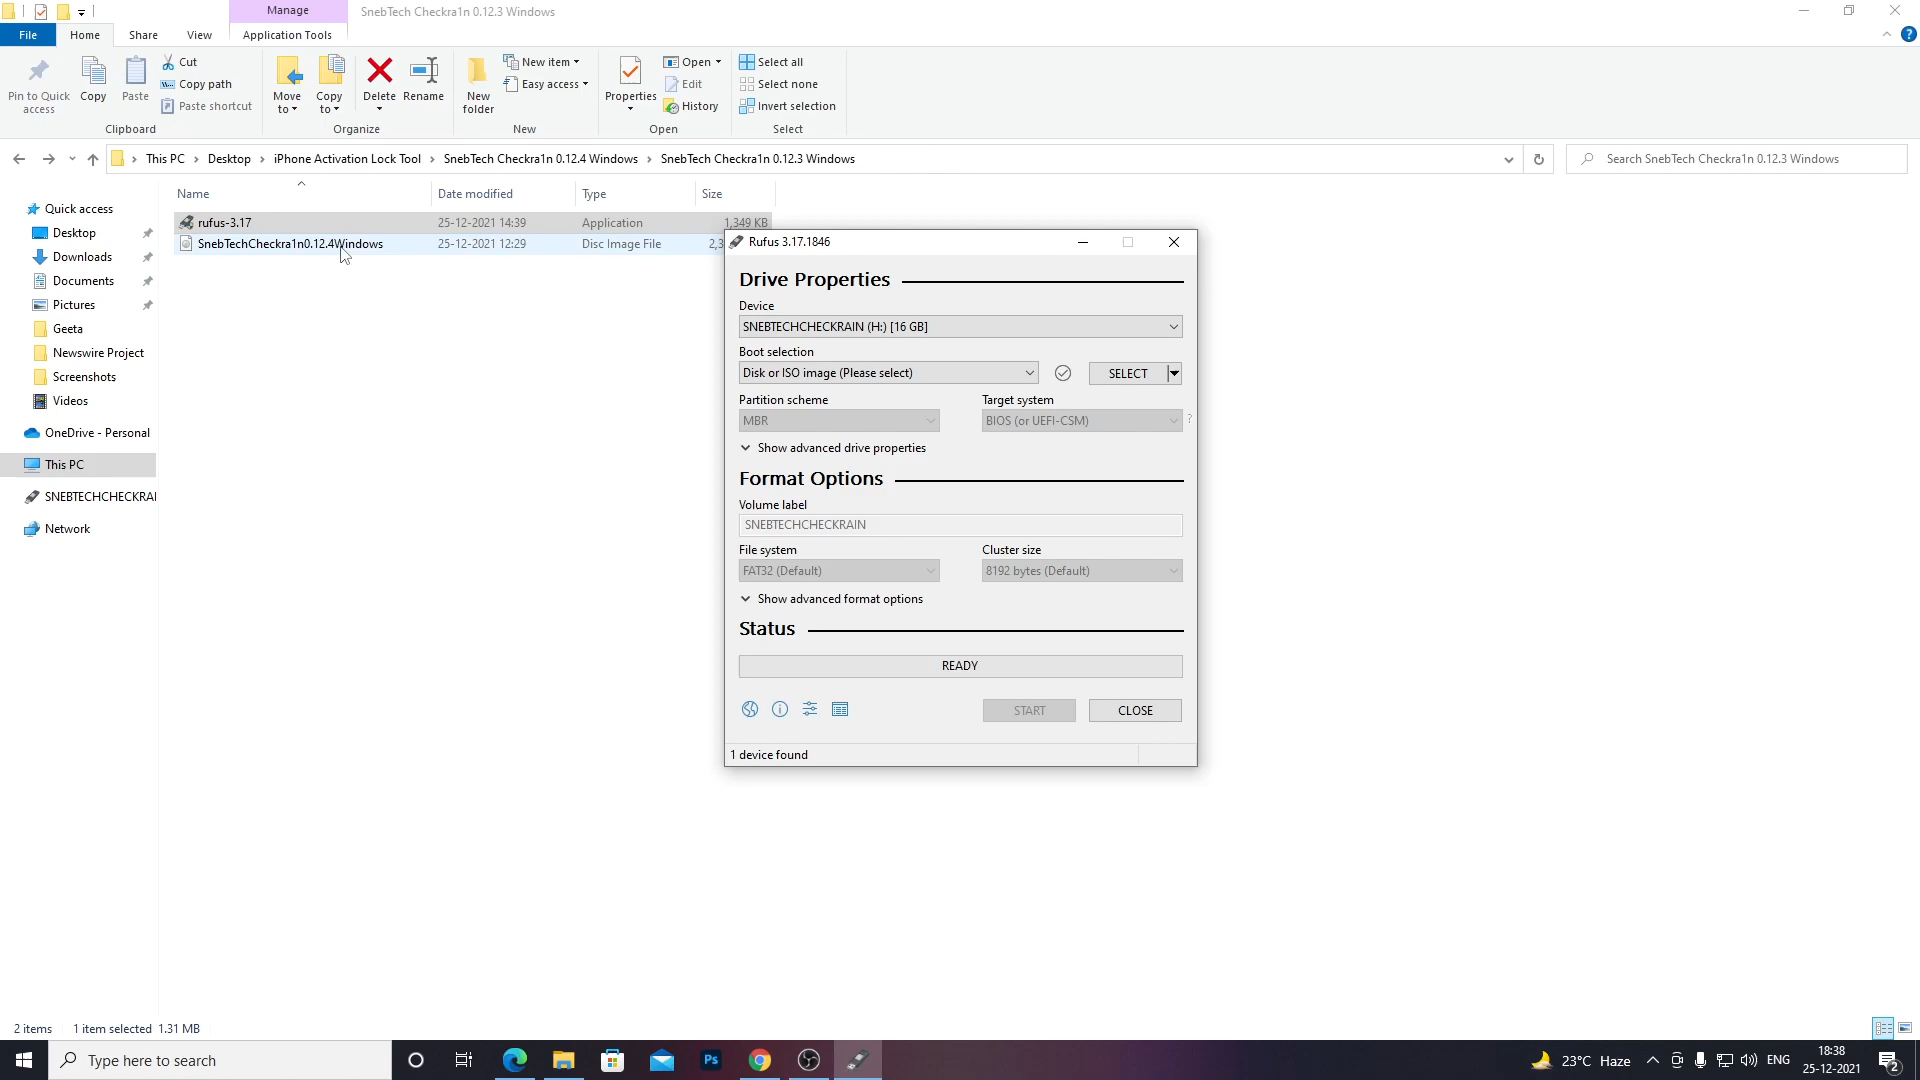 Manage
SnebTech Checkra1n 0.12.3 Windows
File
Home
Share
View
Application Tools
Pin to Quick access
Copy
Paste
Cut
Copy path
Paste shortcut
Clipboard
Move to
Copy to
Delete
Rename
Organize
New folder
New item
Easy access
New
Properties
Open
Edit
History
Open
Select all
Select none
Invert selection
Select
This PC
Desktop
iPhone Activation Lock Tool
SnebTech Checkra1n 0.12.4 Windows
SnebTech Checkra1n 0.12.3 Windows
Search SnebTech Checkra1n 0.12.3 Windows
Name
Date modified
Type
Size
rufus-3.17
25-12-2021 14:39
Application
1,349 KB
SnebTechCheckra1n0.12.4Windows
25-12-2021 12:29
Disc Image File
2,3
Quick access
Desktop
Downloads
Documents
Pictures
Geeta
Newswire Project
Screenshots
Videos
OneDrive - Personal
This PC
SNEBTECHCHECKRAI
Network
Rufus 3.17.1846
Drive Properties
Device
SNEBTECHCHECKRAIN (H:) [16 GB]
Boot selection
Disk or ISO image (Please select)
SELECT
Partition scheme
Target system
MBR
BIOS (or UEFI-CSM)
?
Show advanced drive properties
Format Options
Volume label
SNEBTECHCHECKRAIN
File system
Cluster size
FAT32 (Default)
8192 bytes (Default)
Show advanced format options
Status
READY
START
CLOSE
1 device found
2 items
1 item selected 1.31 MB
Type here to search
Ps
23°C Haze
ENG
18:38
25-12-2021
2